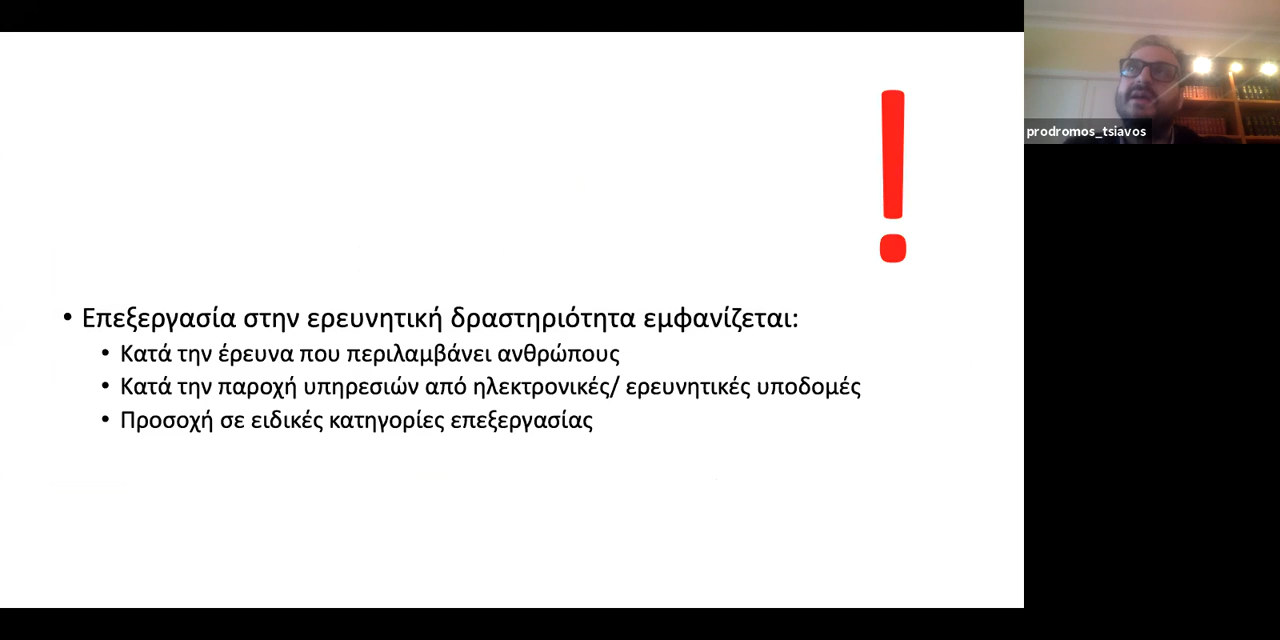 • Επεξεργασία στην ερευνητική δραστηριότητα εμφανίζεται:
• Κατά την έρευνα που περιλαμβάνει ανθρώπους
• Κατά την παροχή υπηρεσιών από ηλεκτρονικές/ ερευνητικές υποδομές
• Προσοχή σε ειδικές κατηγορίες επεξεργασίας
!
prodromos_tsiavos